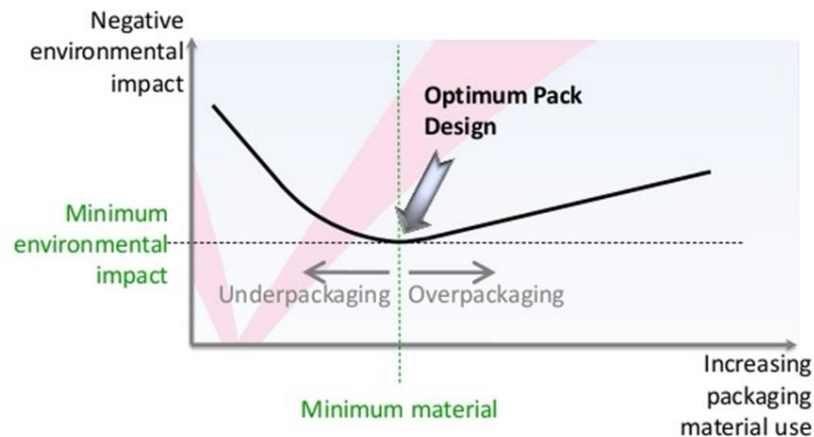 Negative
environmental
impact
Optimum Pack
Design
Minimum
environmental
impact
Underpackaging
Overpackaging
Increasing
packaging
material use
Minimum material